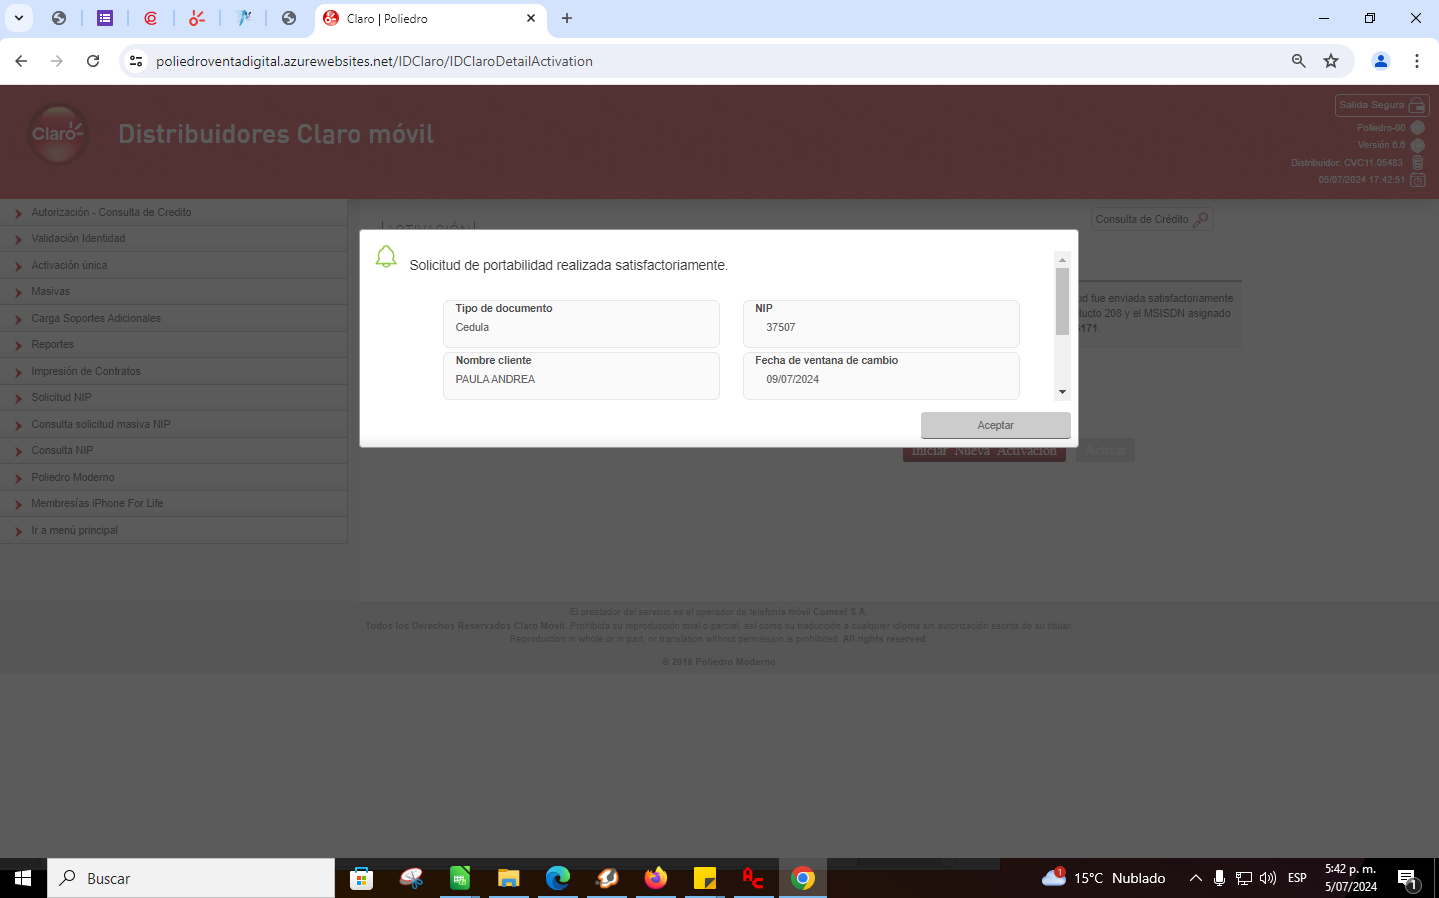 Claro | Poliedro
poliedroventadigital.azurewebsites.net/IDClaro/IDClaroDetailActivation
Claro
Distribuidores Claro móvil
Salida Segura
Poliedro-00
Versión 6.6
Distribuidor: CVC11.05483
05/07/2024 17:42:51
Autorización - Consulta de Credito
Validación Identidad
Activación única
Masivas
Carga Soportes Adicionales
Reportes
Impresión de Contratos
Solicitud NIP
Consulta solicitud masiva NIP
Consulta NIP
Poliedro Moderno
Membresías iPhone For Life
Ir a menú principal
ACTIVACIÓN
Consulta de Crédito
Solicitud de portabilidad realizada satisfactoriamente.
Tipo de documento
Cedula
NIP
37507
Nombre cliente
PAULA ANDREA
Fecha de ventana de cambio
09/07/2024
Aceptar
ud fue enviada satisfactoriamente
ucto 208 y el MSISDN asignado
171.
Iniciar Nueva Activación
Activar
El prestador del servicio es el operador de telefonía móvil Comcel S.A.
Todos los Derechos Reservados Claro Móvil. Prohibida su reproducción total o parcial, así como su traducción a cualquier idioma sin autorización escrita de su titular.
Reproduction in whole or in part, or translation without permission is prohibited. All rights reserved.
© 2016 Poliedro Moderno
Buscar
1
15°C Nublado
ESP
5:42 p. m.
5/07/2024
1